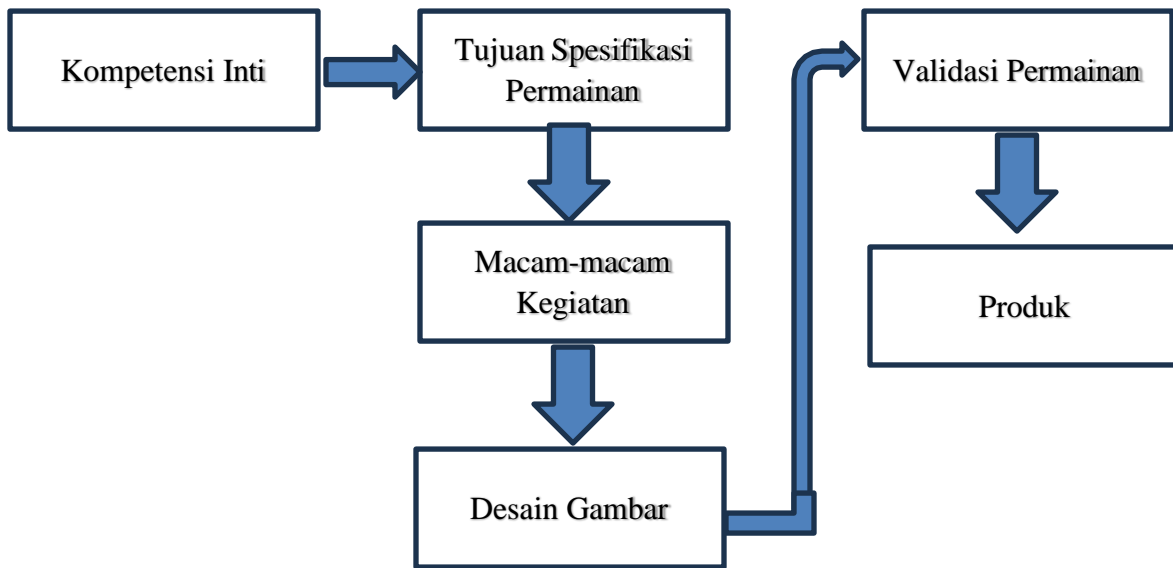 Kompetensi Inti
Tujuan Spesifikasi
Permainan
Macam-macam
Kegiatan
Desain Gambar
Validasi Permainan
Produk